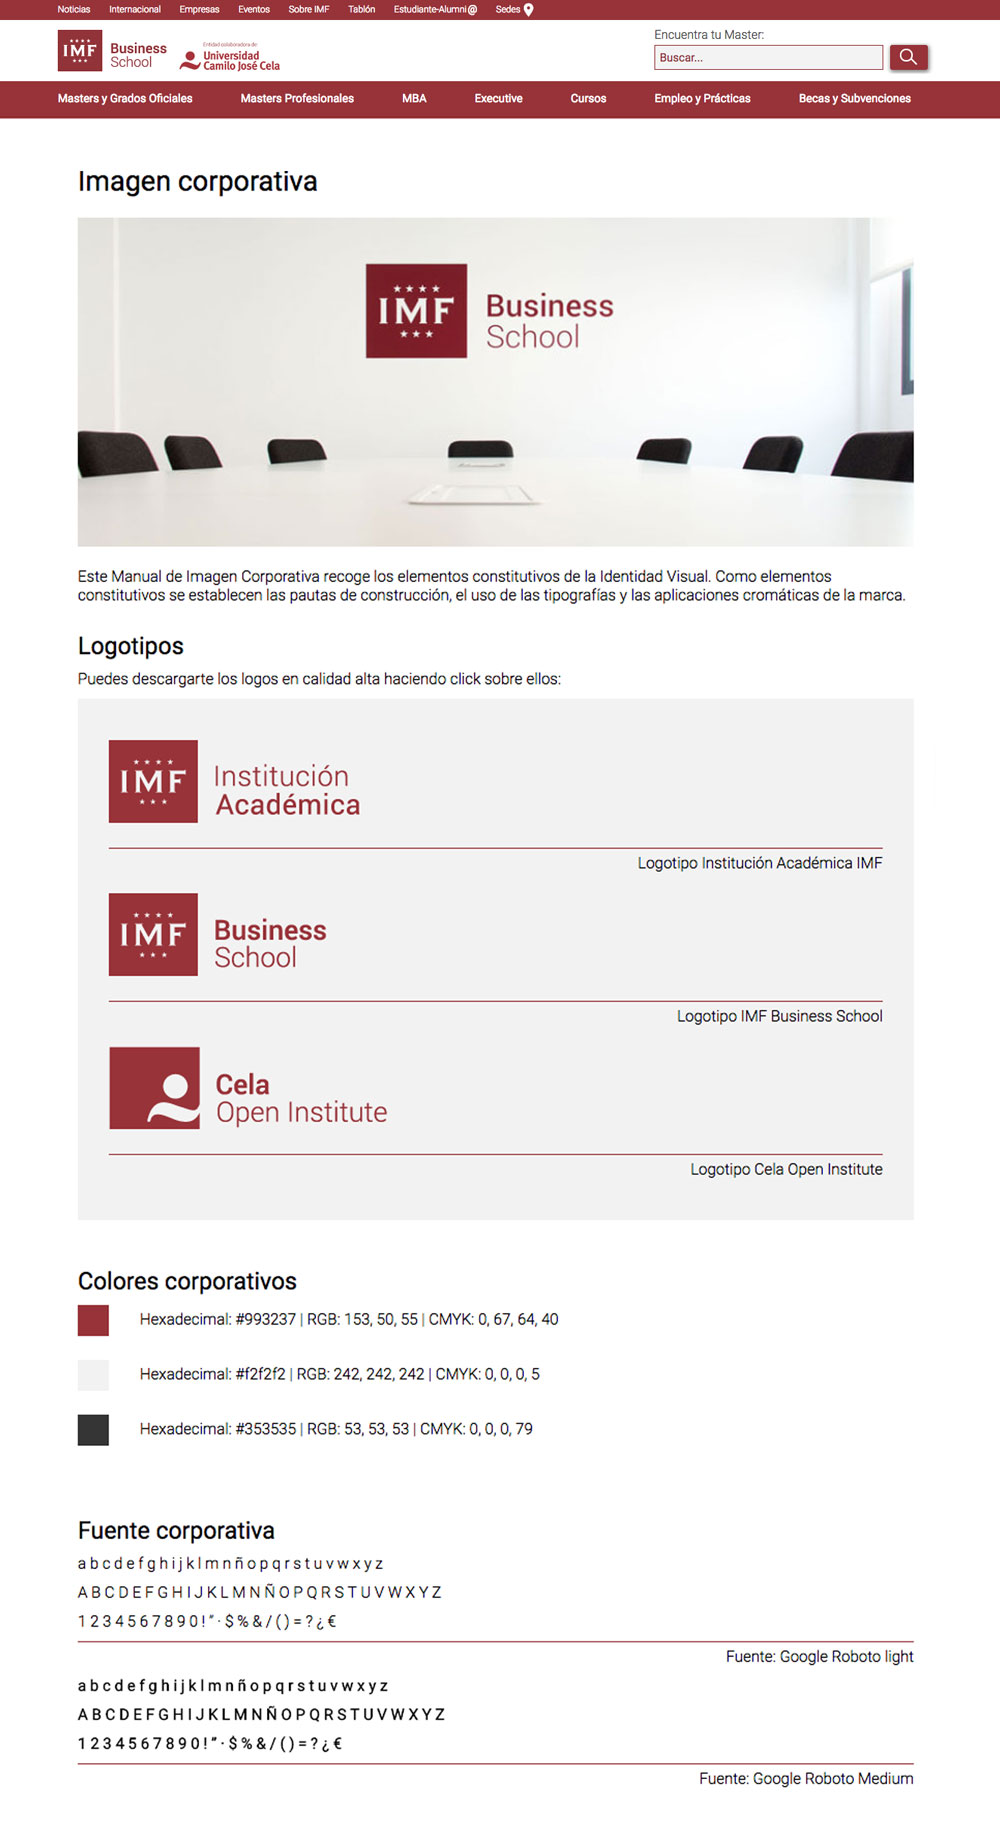 Noticias Internacional Empresas Eventos Sobre IMF Tablón Estudiante-Alumni@ Sedes
IMF
Business
School
Entidad colaboradora de:
Universidad
Camilo José Cela
Encuentra tu Master:
Buscar...
Masters y Grados Oficiales Masters Profesionales MBA Executive Cursos Empleo y Prácticas Becas y Subvenciones
Imagen corporativa
IMF
Business
School
Este Manual de Imagen Corporativa recoge los elementos constitutivos de la Identidad Visual. Como elementos
constitutivos se establecen las pautas de construcción, el uso de las tipografías y las aplicaciones cromáticas de la marca.
Logotipos
Puedes descargarte los logos en calidad alta haciendo click sobre ellos:
IMF
Institución
Académica
Logotipo Institución Académica IMF
IMF
Business
School
Logotipo IMF Business School
Cela
Open Institute
Logotipo Cela Open Institute
Colores corporativos
Hexadecimal: #993237 | RGB: 153, 50, 55 | CMYK: 0, 67, 64, 40
Hexadecimal: #f2f2f2 | RGB: 242, 242, 242 | CMYK: 0, 0, 0, 5
Hexadecimal: #353535 | RGB: 53, 53, 53 | CMYK: 0, 0, 0, 79
Fuente corporativa
a b c d e f g h i j k l m n ñ o p q r s t u v w x y z
A B C D E F G H I J K L M N Ñ O P Q R S T U V W X Y Z
1 2 3 4 5 6 7 8 9 0 ! " · $ % & / ( ) = ? ¿ €
Fuente: Google Roboto light
a b c d e f g h i j k l m n ñ o p q r s t u v w x y z
A B C D E F G H I J K L M N Ñ O P Q R S T U V W X Y Z
1 2 3 4 5 6 7 8 9 0 ! " · $ % & / ( ) = ? ¿ €
Fuente: Google Roboto Medium